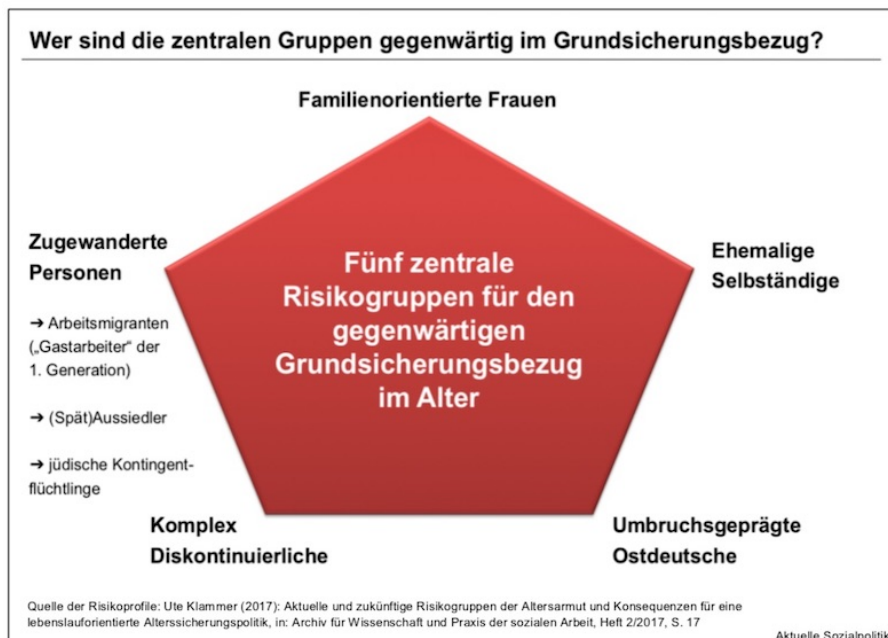 Wer sind die zentralen Gruppen gegenwärtig im Grundsicherungsbezug?
Familienorientierte Frauen
Zugewanderte
Personen
➔ Arbeitsmigranten
(„Gastarbeiter“ der
1. Generation)
➔ (Spät)Aussiedler
➔ jüdische Kontingent-
flüchtlinge
Fünf zentrale
Risikogruppen für den
gegenwärtigen
Grundsicherungsbezug
im Alter
Ehemalige
Selbständige
Komplex
Diskontinuierliche
Umbruchsgeprägte
Ostdeutsche
Quelle der Risikoprofile: Ute Klammer (2017): Aktuelle und zukünftige Risikogruppen der Altersarmut und Konsequenzen für eine
lebenslauforientierte Alterssicherungspolitik, in: Archiv für Wissenschaft und Praxis der sozialen Arbeit, Heft 2/2017, S. 17
Aktuelle Sozialpolitik